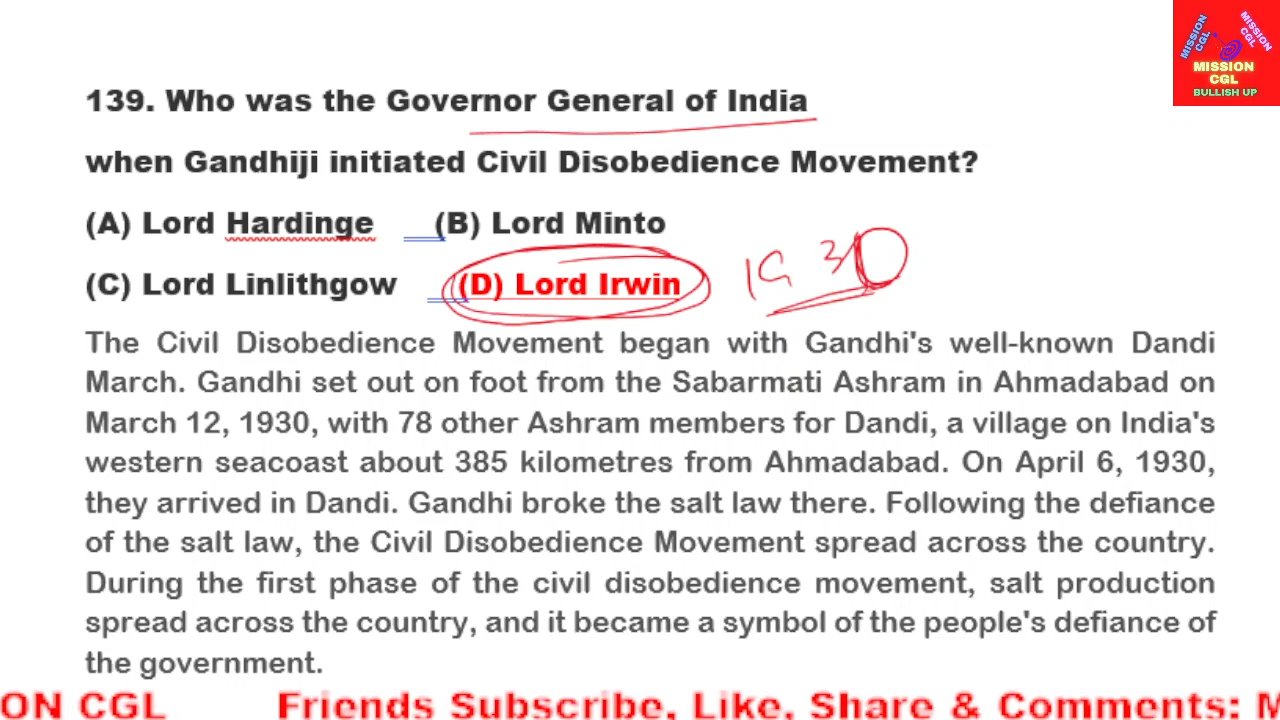 MISSION
CGL
MISSION
CGL
MISSION
CGL
BULLISH UP
139. Who was the Governor General of India
when Gandhiji initiated Civil Disobedience Movement?
(A) Lord Hardinge (B) Lord Minto
(C) Lord Linlithgow (D) Lord Irwin 1930
The Civil Disobedience Movement began with Gandhi's well-known Dandi
March. Gandhi set out on foot from the Sabarmati Ashram in Ahmadabad on
March 12, 1930, with 78 other Ashram members for Dandi, a village on India's
western seacoast about 385 kilometres from Ahmadabad. On April 6, 1930,
they arrived in Dandi. Gandhi broke the salt law there. Following the defiance
of the salt law, the Civil Disobedience Movement spread across the country.
During the first phase of the civil disobedience movement, salt production
spread across the country, and it became a symbol of the people's defiance of
the government.
ON CGL Friends Subscribe, Like, Share & Comments: M